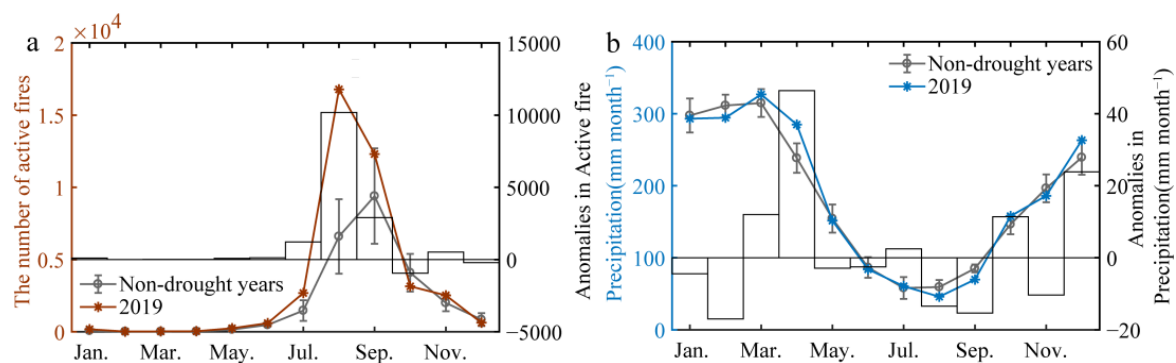 a
×10⁴
The number of active fires
2
1.5
1
0.5
0
Non-drought years
2019
Jan.
Mar.
May.
Jul.
Sep.
Nov.
15000
10000
5000
0
−5000
Anomalies in Active fire
b
Precipitation(mm month⁻¹)
400
300
200
100
0
Non-drought years
2019
Jan.
Mar.
May.
Jul.
Sep.
Nov.
60
40
20
0
−20
Anomalies in
Precipitation(mm month⁻¹)